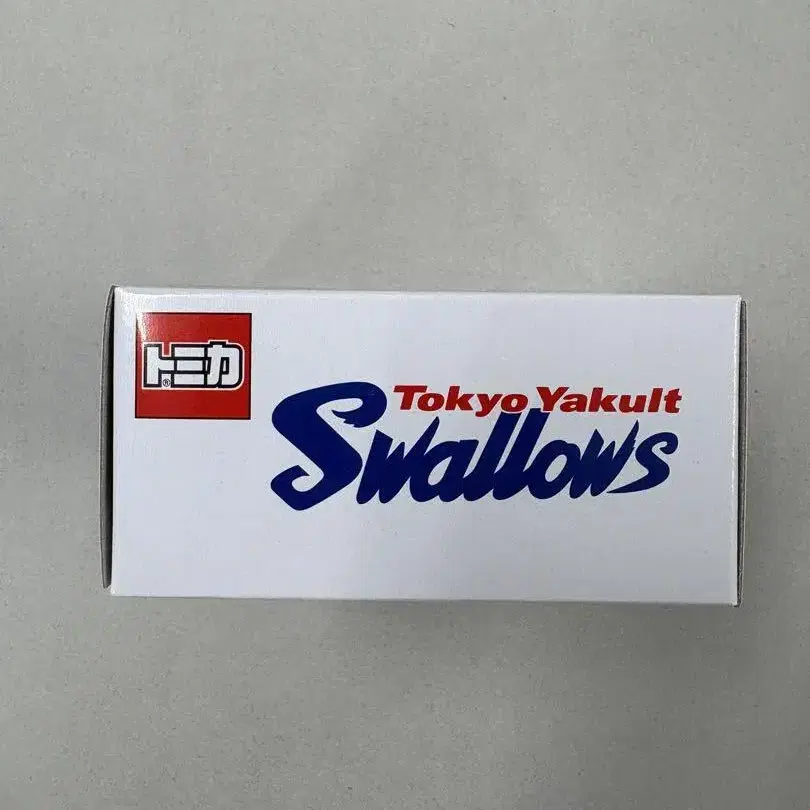 トミカ
®
Tokyo Yakult
Swallows